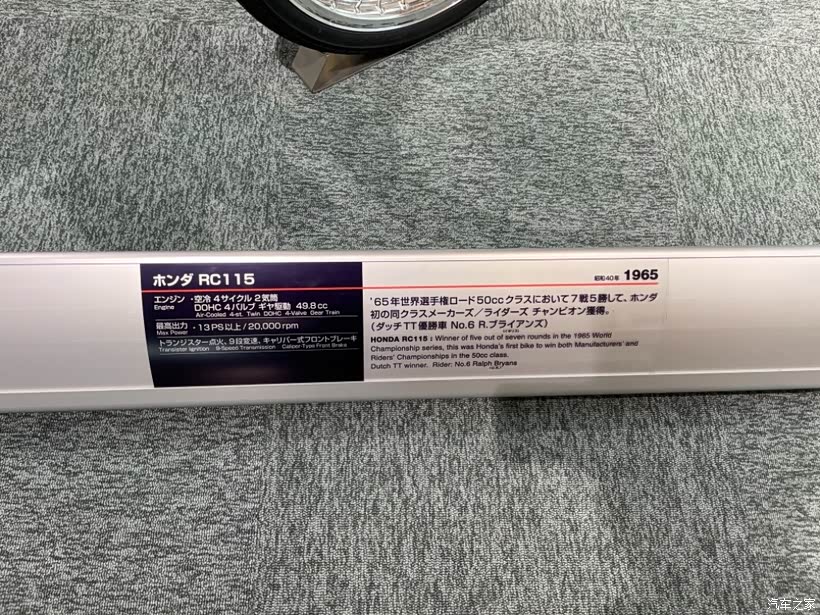 ホンダ RC115
エンジン・空冷 4サイクル 2気筒
Engine
DOHC 4バルブ ギヤ駆動 49.8cc
Air-Cooled 4-st. Twin DOHC 4-Valve Gear Train
最高出力・13PS以上/20,000rpm
Max Power
トランジスター点火、9段変速、キャリパー式フロントブレーキ
Transistor Ignition 9-Speed Transmission Caliper-Type Front Brake
昭和40年 1965
'65年世界選手権ロード50ccクラスにおいて7戦5勝して、ホンダ
初の同クラスメーカーズ/ライダーズ チャンピオン獲得。
(ダッチTT優勝車 No.6 R.ブライアンズ)
HONDA RC115 : Winner of five out of seven rounds in the 1965 World
Championship series, this was Honda's first bike to win both Manufacturers' and
Riders' Championships in the 50cc class.
Dutch TT winner. Rider: No.6 Ralph Bryans
汽车之家